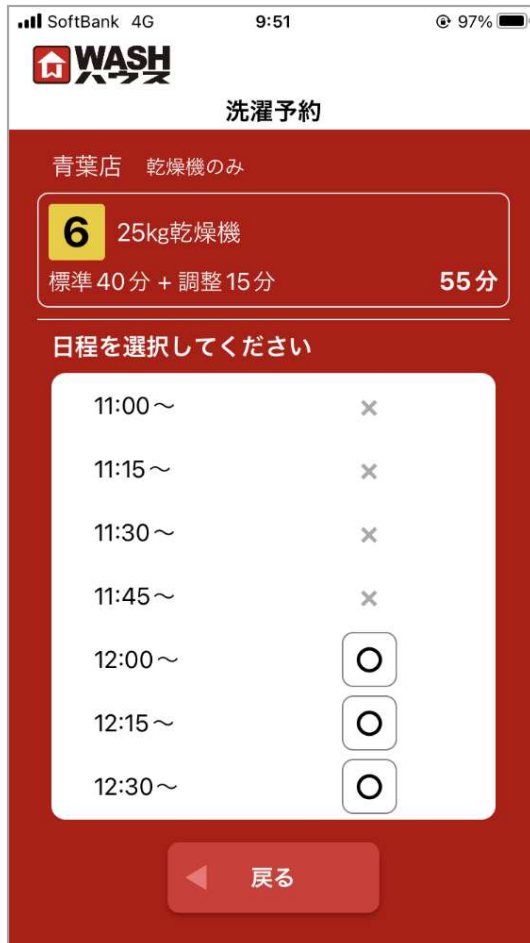 SoftBank 4G 9:51 97%
WASH
ハウス
洗濯予約
青葉店 乾燥機のみ
6 25kg乾燥機
標準40分 + 調整15分 55分
日程を選択してください
11:00〜 ×
11:15〜 ×
11:30〜 ×
11:45〜 ×
12:00〜 ○
12:15〜 ○
12:30〜 ○
戻る